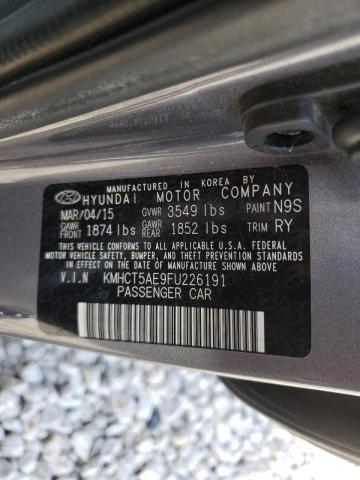 MANUFACTURED IN KOREA BY
HYUNDAI MOTOR COMPANY
MAR/04/15 GVWR 3549 lbs PAINT N9S
GAWR FRONT 1874 lbs GAWR REAR 1852 lbs TRIM RY
THIS VEHICLE CONFORMS TO ALL APPLICABLE U.S.A. FEDERAL MOTOR
VEHICLE SAFETY, BUMPER, AND THEFT PREVENTION STANDARDS
IN EFFECT ON THE DATE OF MANUFACTURE SHOWN ABOVE.
V.I.N KMHCT5AE9FU226191
PASSENGER CAR